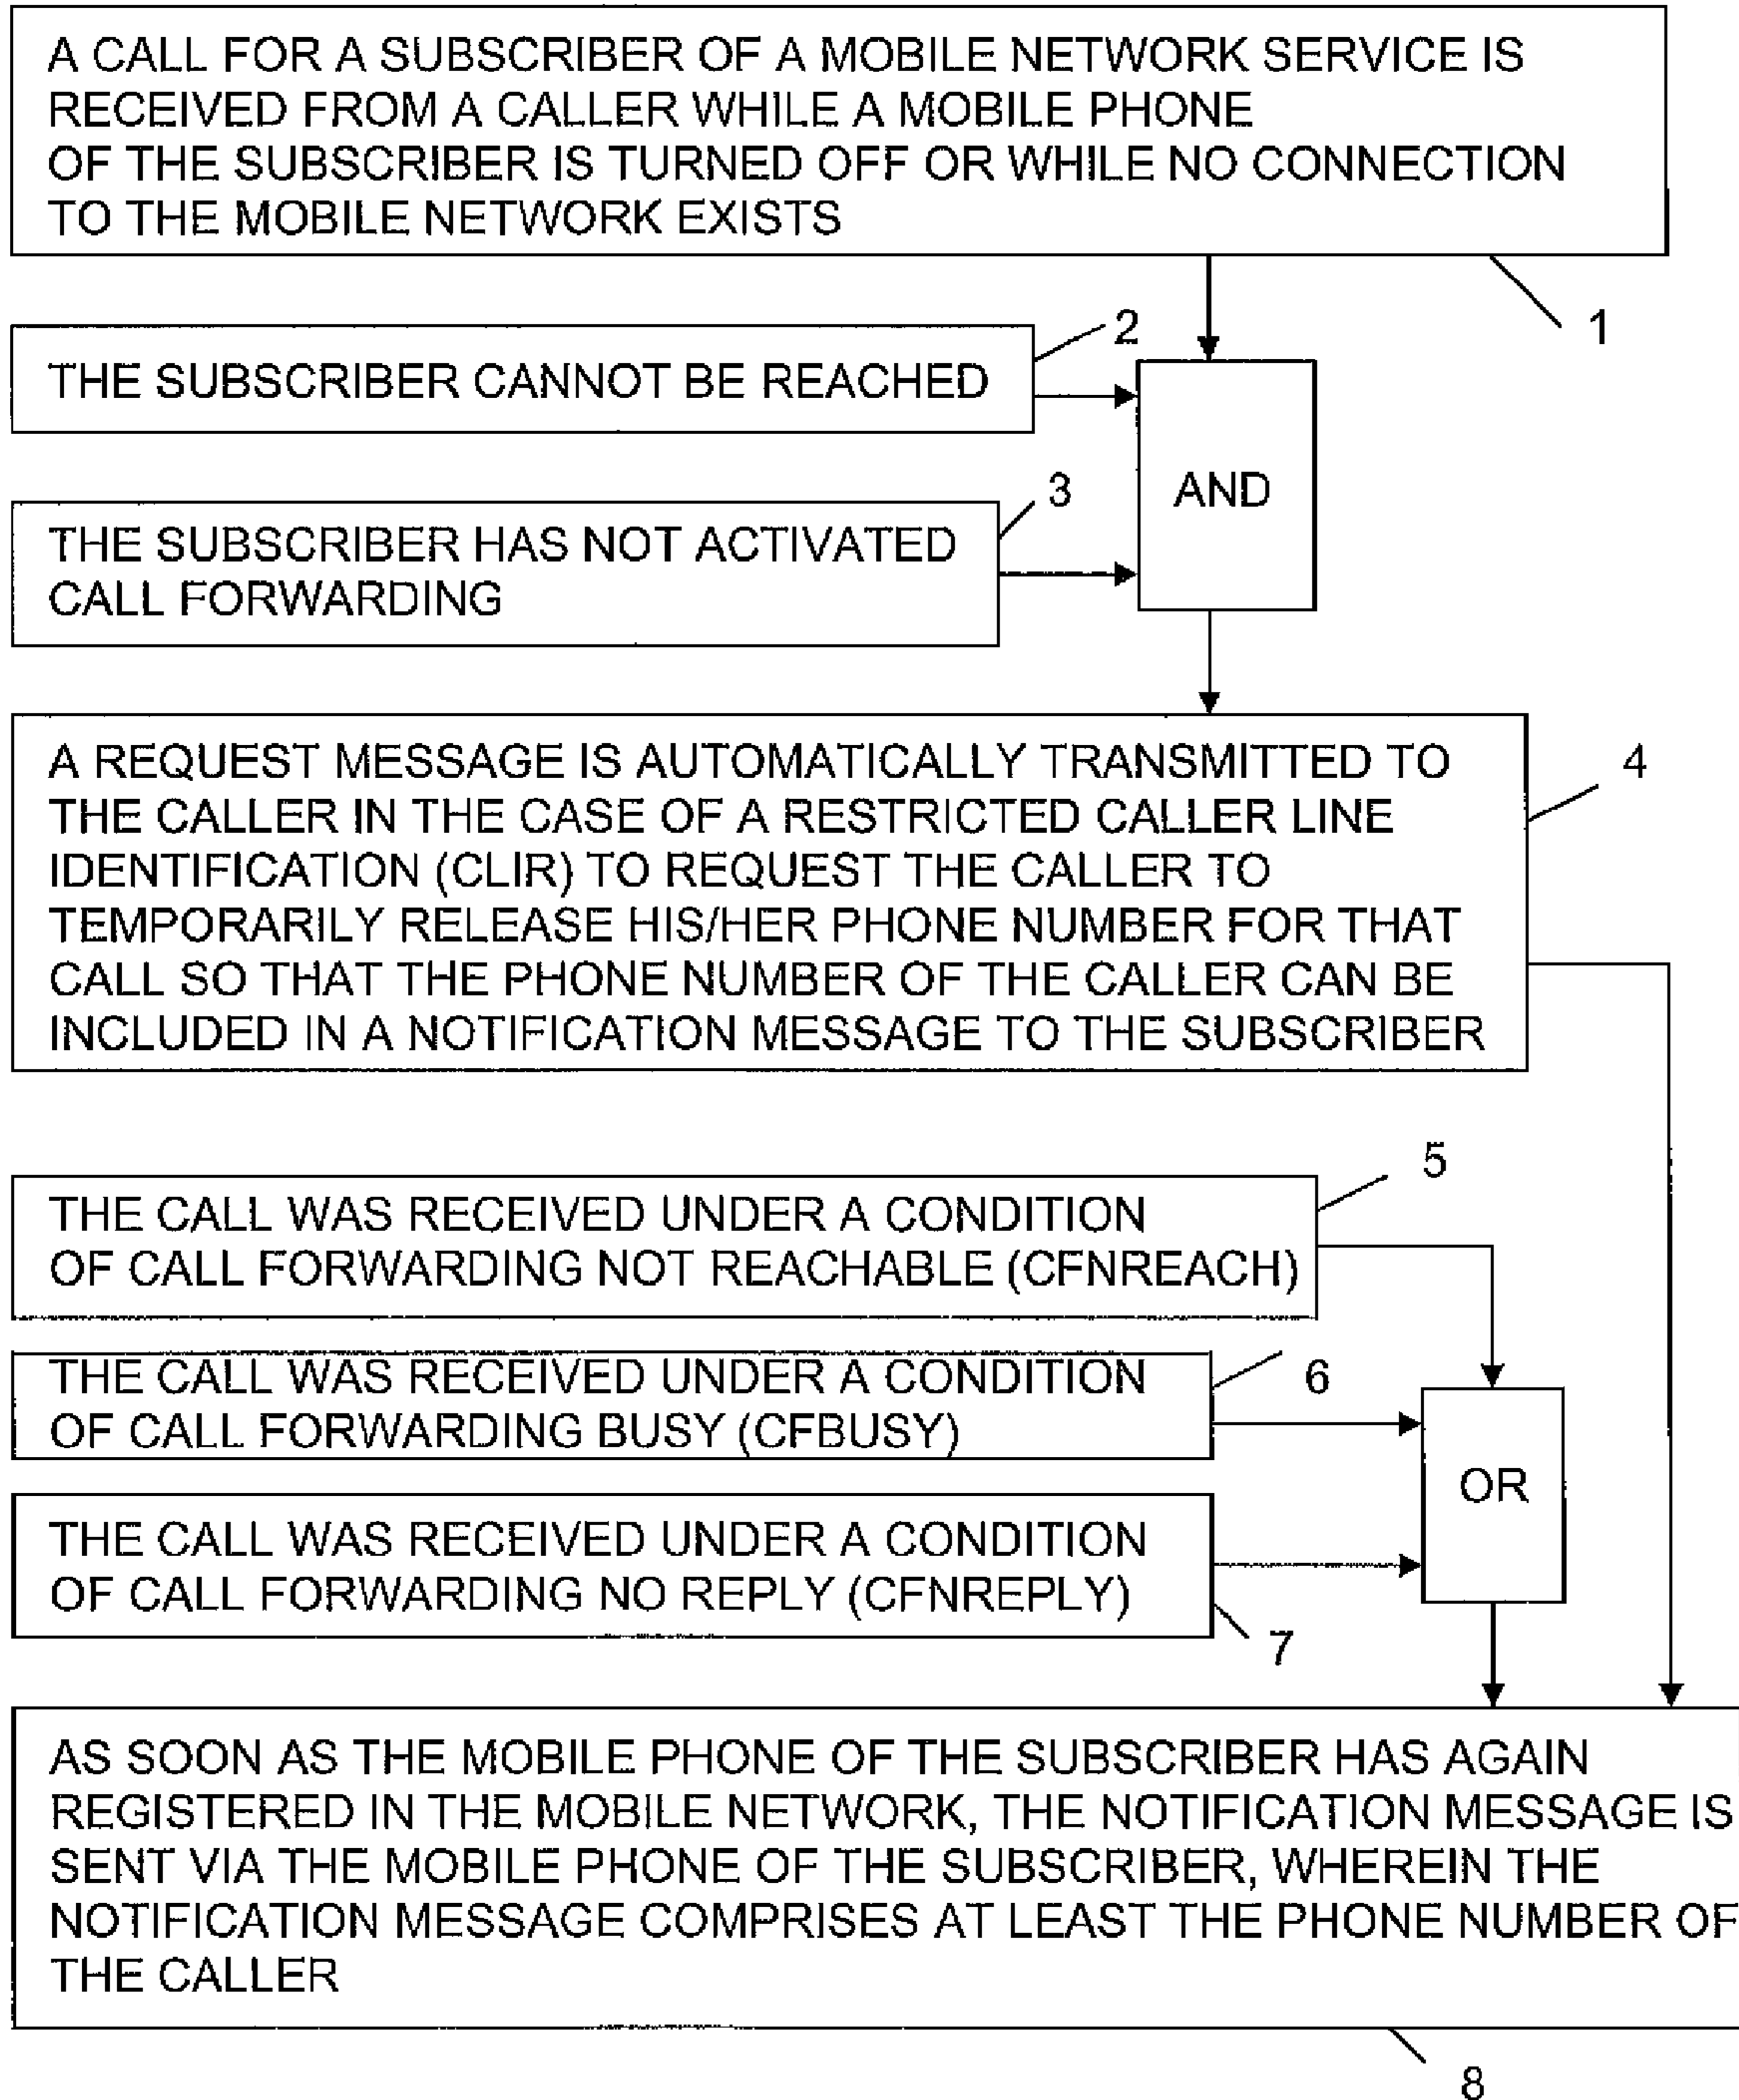 A CALL FOR A SUBSCRIBER OF A MOBILE NETWORK SERVICE IS
RECEIVED FROM A CALLER WHILE A MOBILE PHONE
OF THE SUBSCRIBER IS TURNED OFF OR WHILE NO CONNECTION
TO THE MOBILE NETWORK EXISTS
1
2
THE SUBSCRIBER CANNOT BE REACHED
AND
3
THE SUBSCRIBER HAS NOT ACTIVATED
CALL FORWARDING
4
A REQUEST MESSAGE IS AUTOMATICALLY TRANSMITTED TO
THE CALLER IN THE CASE OF A RESTRICTED CALLER LINE
IDENTIFICATION (CLIR) TO REQUEST THE CALLER TO
TEMPORARILY RELEASE HIS/HER PHONE NUMBER FOR THAT
CALL SO THAT THE PHONE NUMBER OF THE CALLER CAN BE
INCLUDED IN A NOTIFICATION MESSAGE TO THE SUBSCRIBER
5
THE CALL WAS RECEIVED UNDER A CONDITION
OF CALL FORWARDING NOT REACHABLE (CFNREACH)
6
THE CALL WAS RECEIVED UNDER A CONDITION
OF CALL FORWARDING BUSY (CFBUSY)
OR
THE CALL WAS RECEIVED UNDER A CONDITION
OF CALL FORWARDING NO REPLY (CFNREPLY)
7
AS SOON AS THE MOBILE PHONE OF THE SUBSCRIBER HAS AGAIN
REGISTERED IN THE MOBILE NETWORK, THE NOTIFICATION MESSAGE IS
SENT VIA THE MOBILE PHONE OF THE SUBSCRIBER, WHEREIN THE
NOTIFICATION MESSAGE COMPRISES AT LEAST THE PHONE NUMBER OF
THE CALLER
8